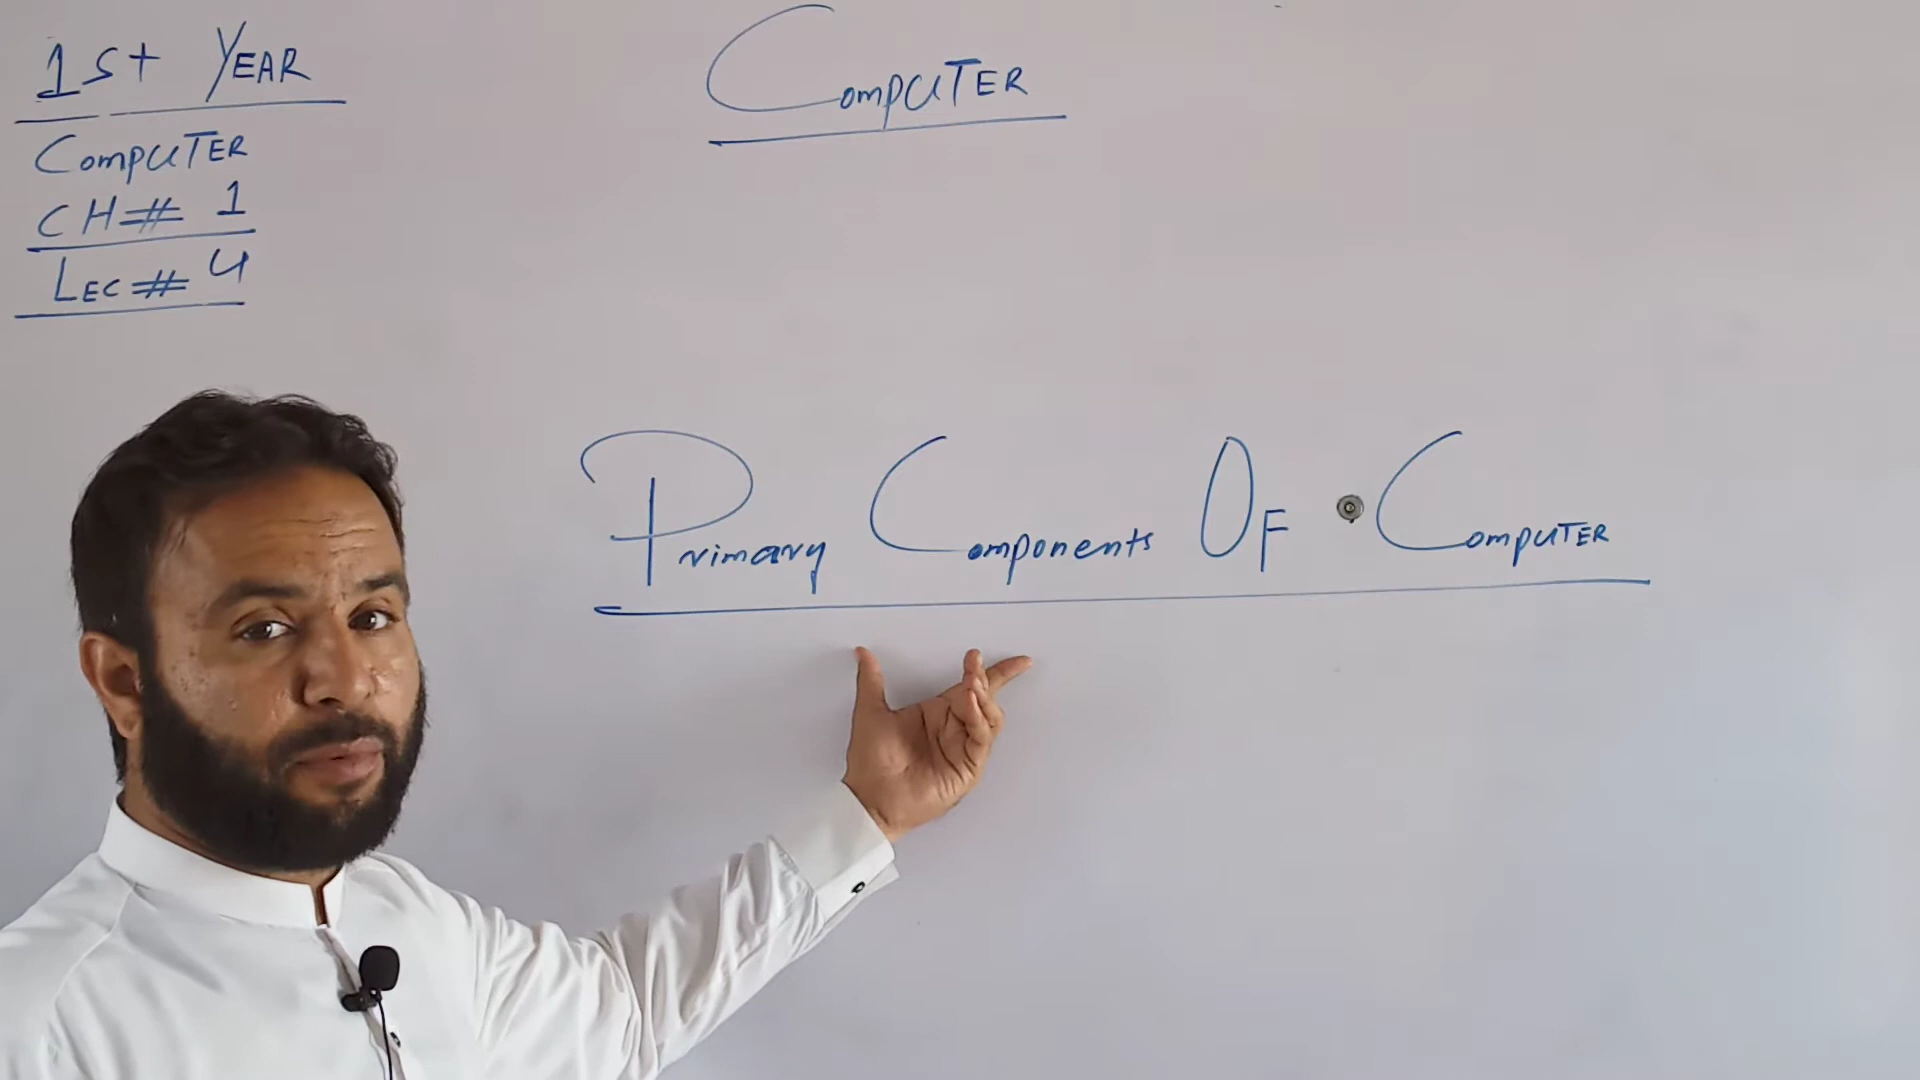 1st YEAR
COMPUTER
CH# 1
LEC# 4
COMPUTER
Primary Components OF COMPUTER